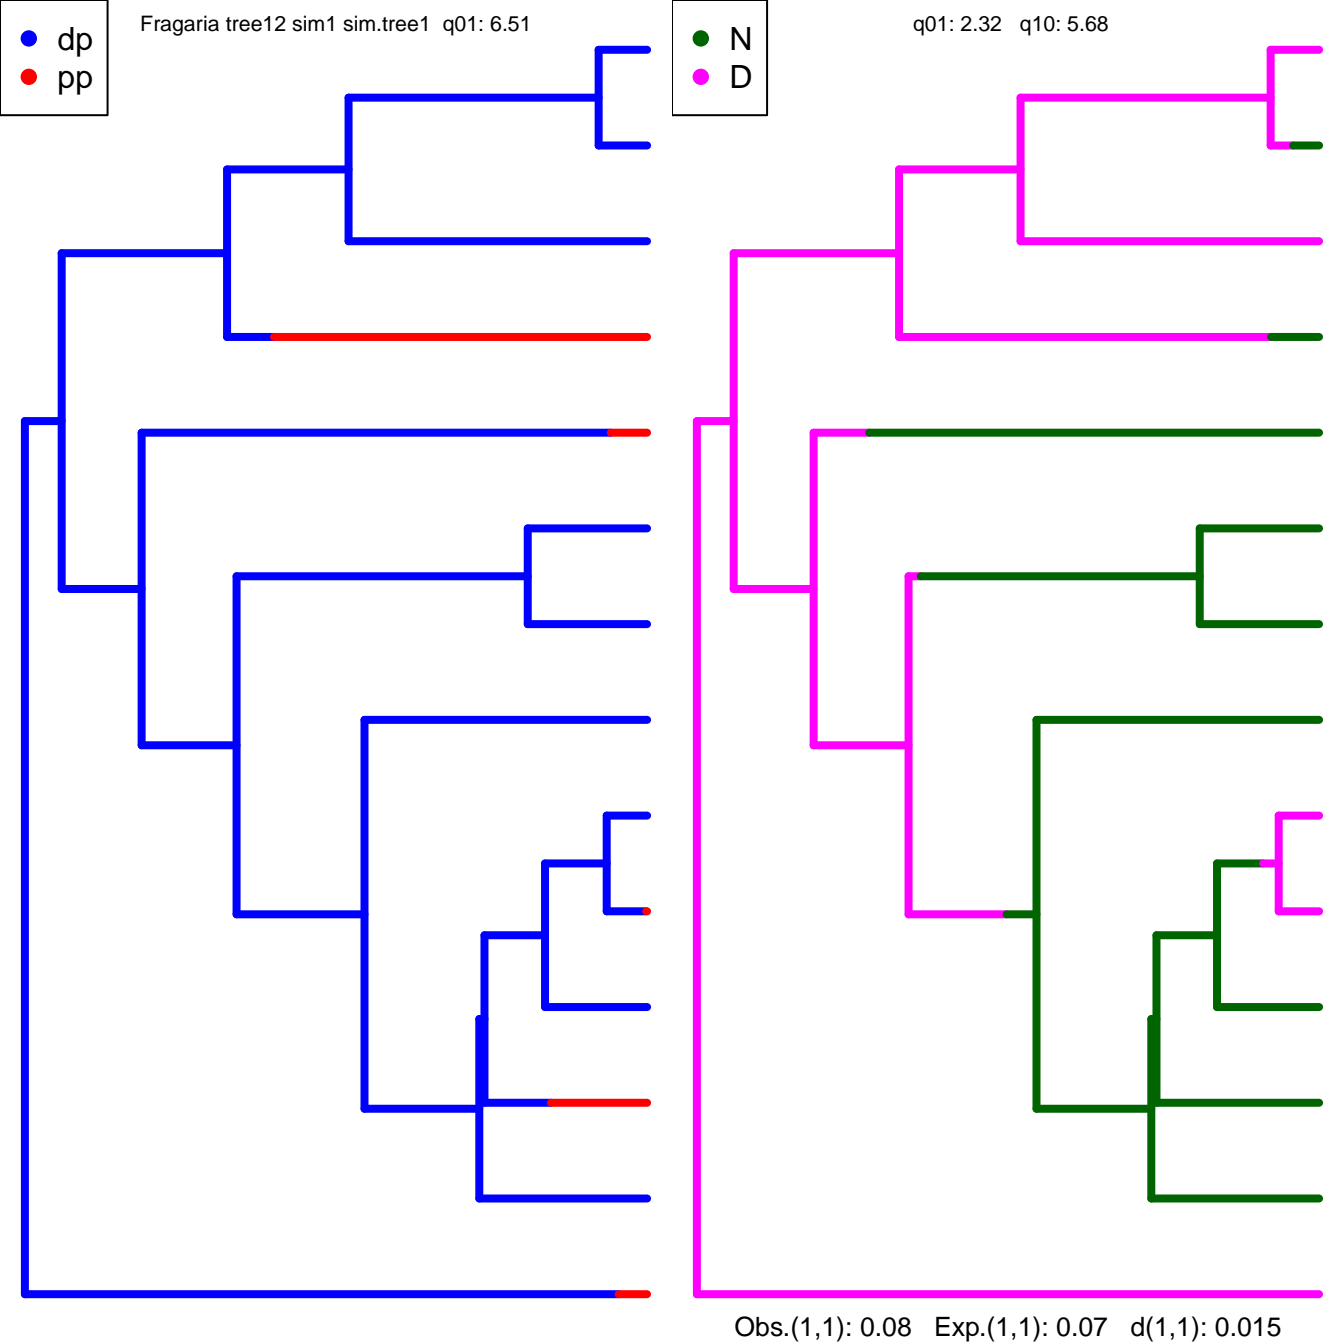 dp
pp
Fragaria tree12 sim1 sim.tree1 q01: 6.51
N
D
q01: 2.32 q10: 5.68
Obs.(1,1): 0.08 Exp.(1,1): 0.07 d(1,1): 0.015